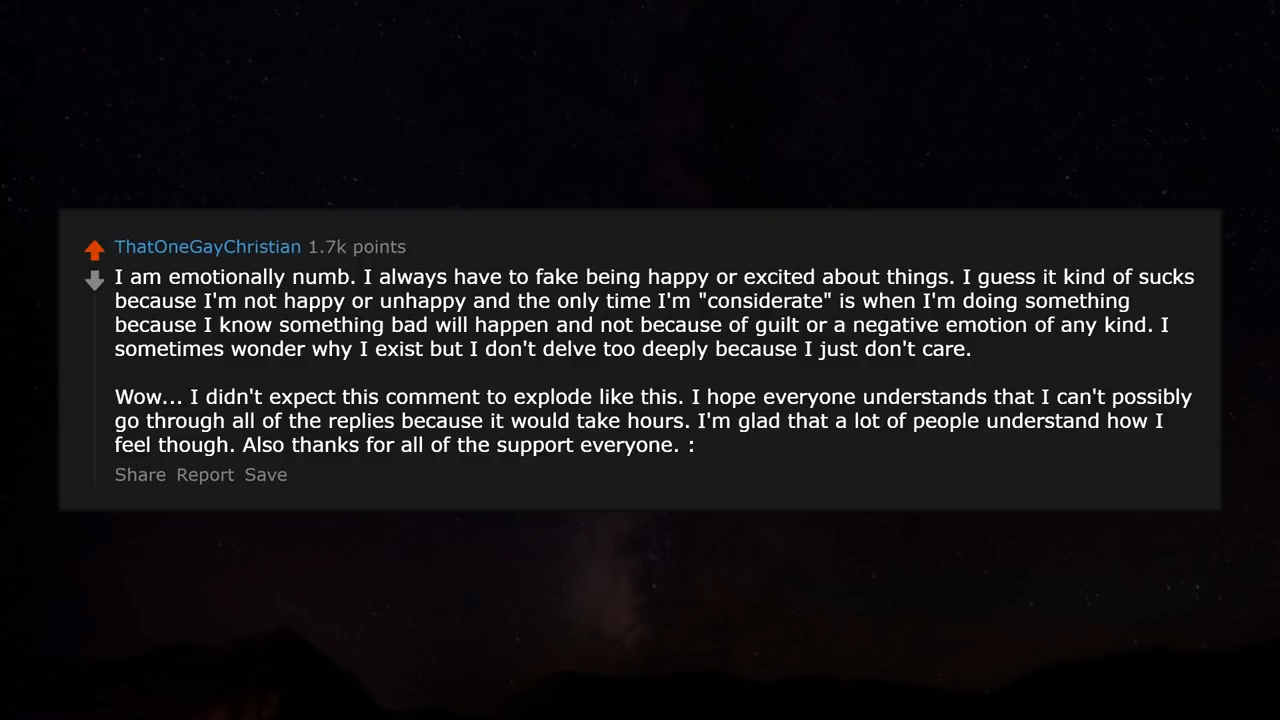 ThatOneGayChristian 1.7k points
I am emotionally numb. I always have to fake being happy or excited about things. I guess it kind of sucks
because I'm not happy or unhappy and the only time I'm "considerate" is when I'm doing something
because I know something bad will happen and not because of guilt or a negative emotion of any kind. I
sometimes wonder why I exist but I don't delve too deeply because I just don't care.
Wow... I didn't expect this comment to explode like this. I hope everyone understands that I can't possibly
go through all of the replies because it would take hours. I'm glad that a lot of people understand how I
feel though. Also thanks for all of the support everyone. :
Share Report Save